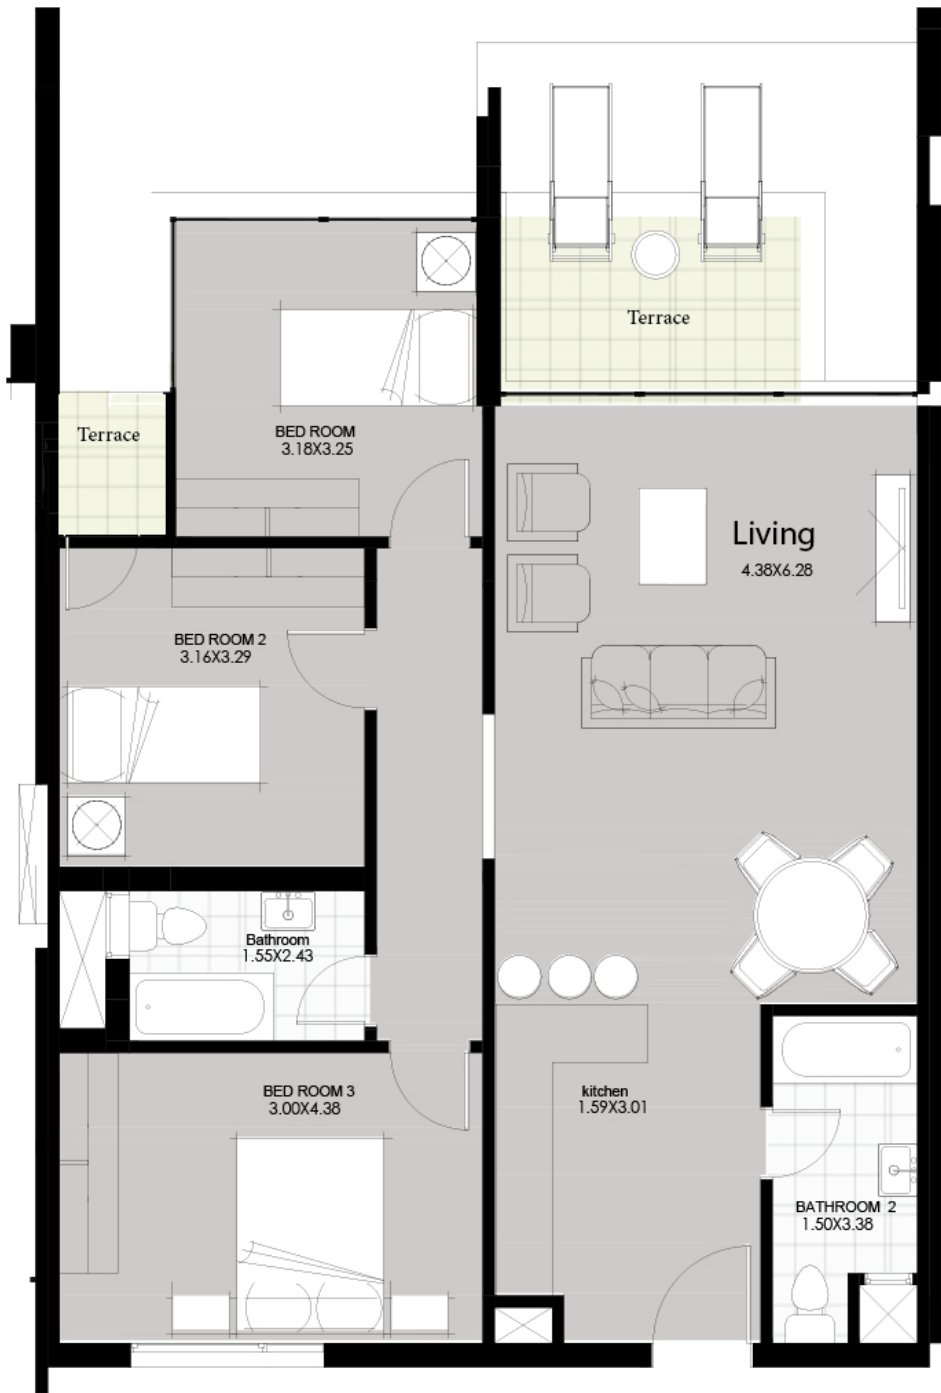 Terrace
Terrace
BED ROOM
3.18X3.25
Living
4.38X6.28
BED ROOM 2
3.16X3.29
Bathroom
1.55X2.43
BED ROOM 3
3.00X4.38
kitchen
1.59X3.01
BATHROOM 2
1.50X3.38